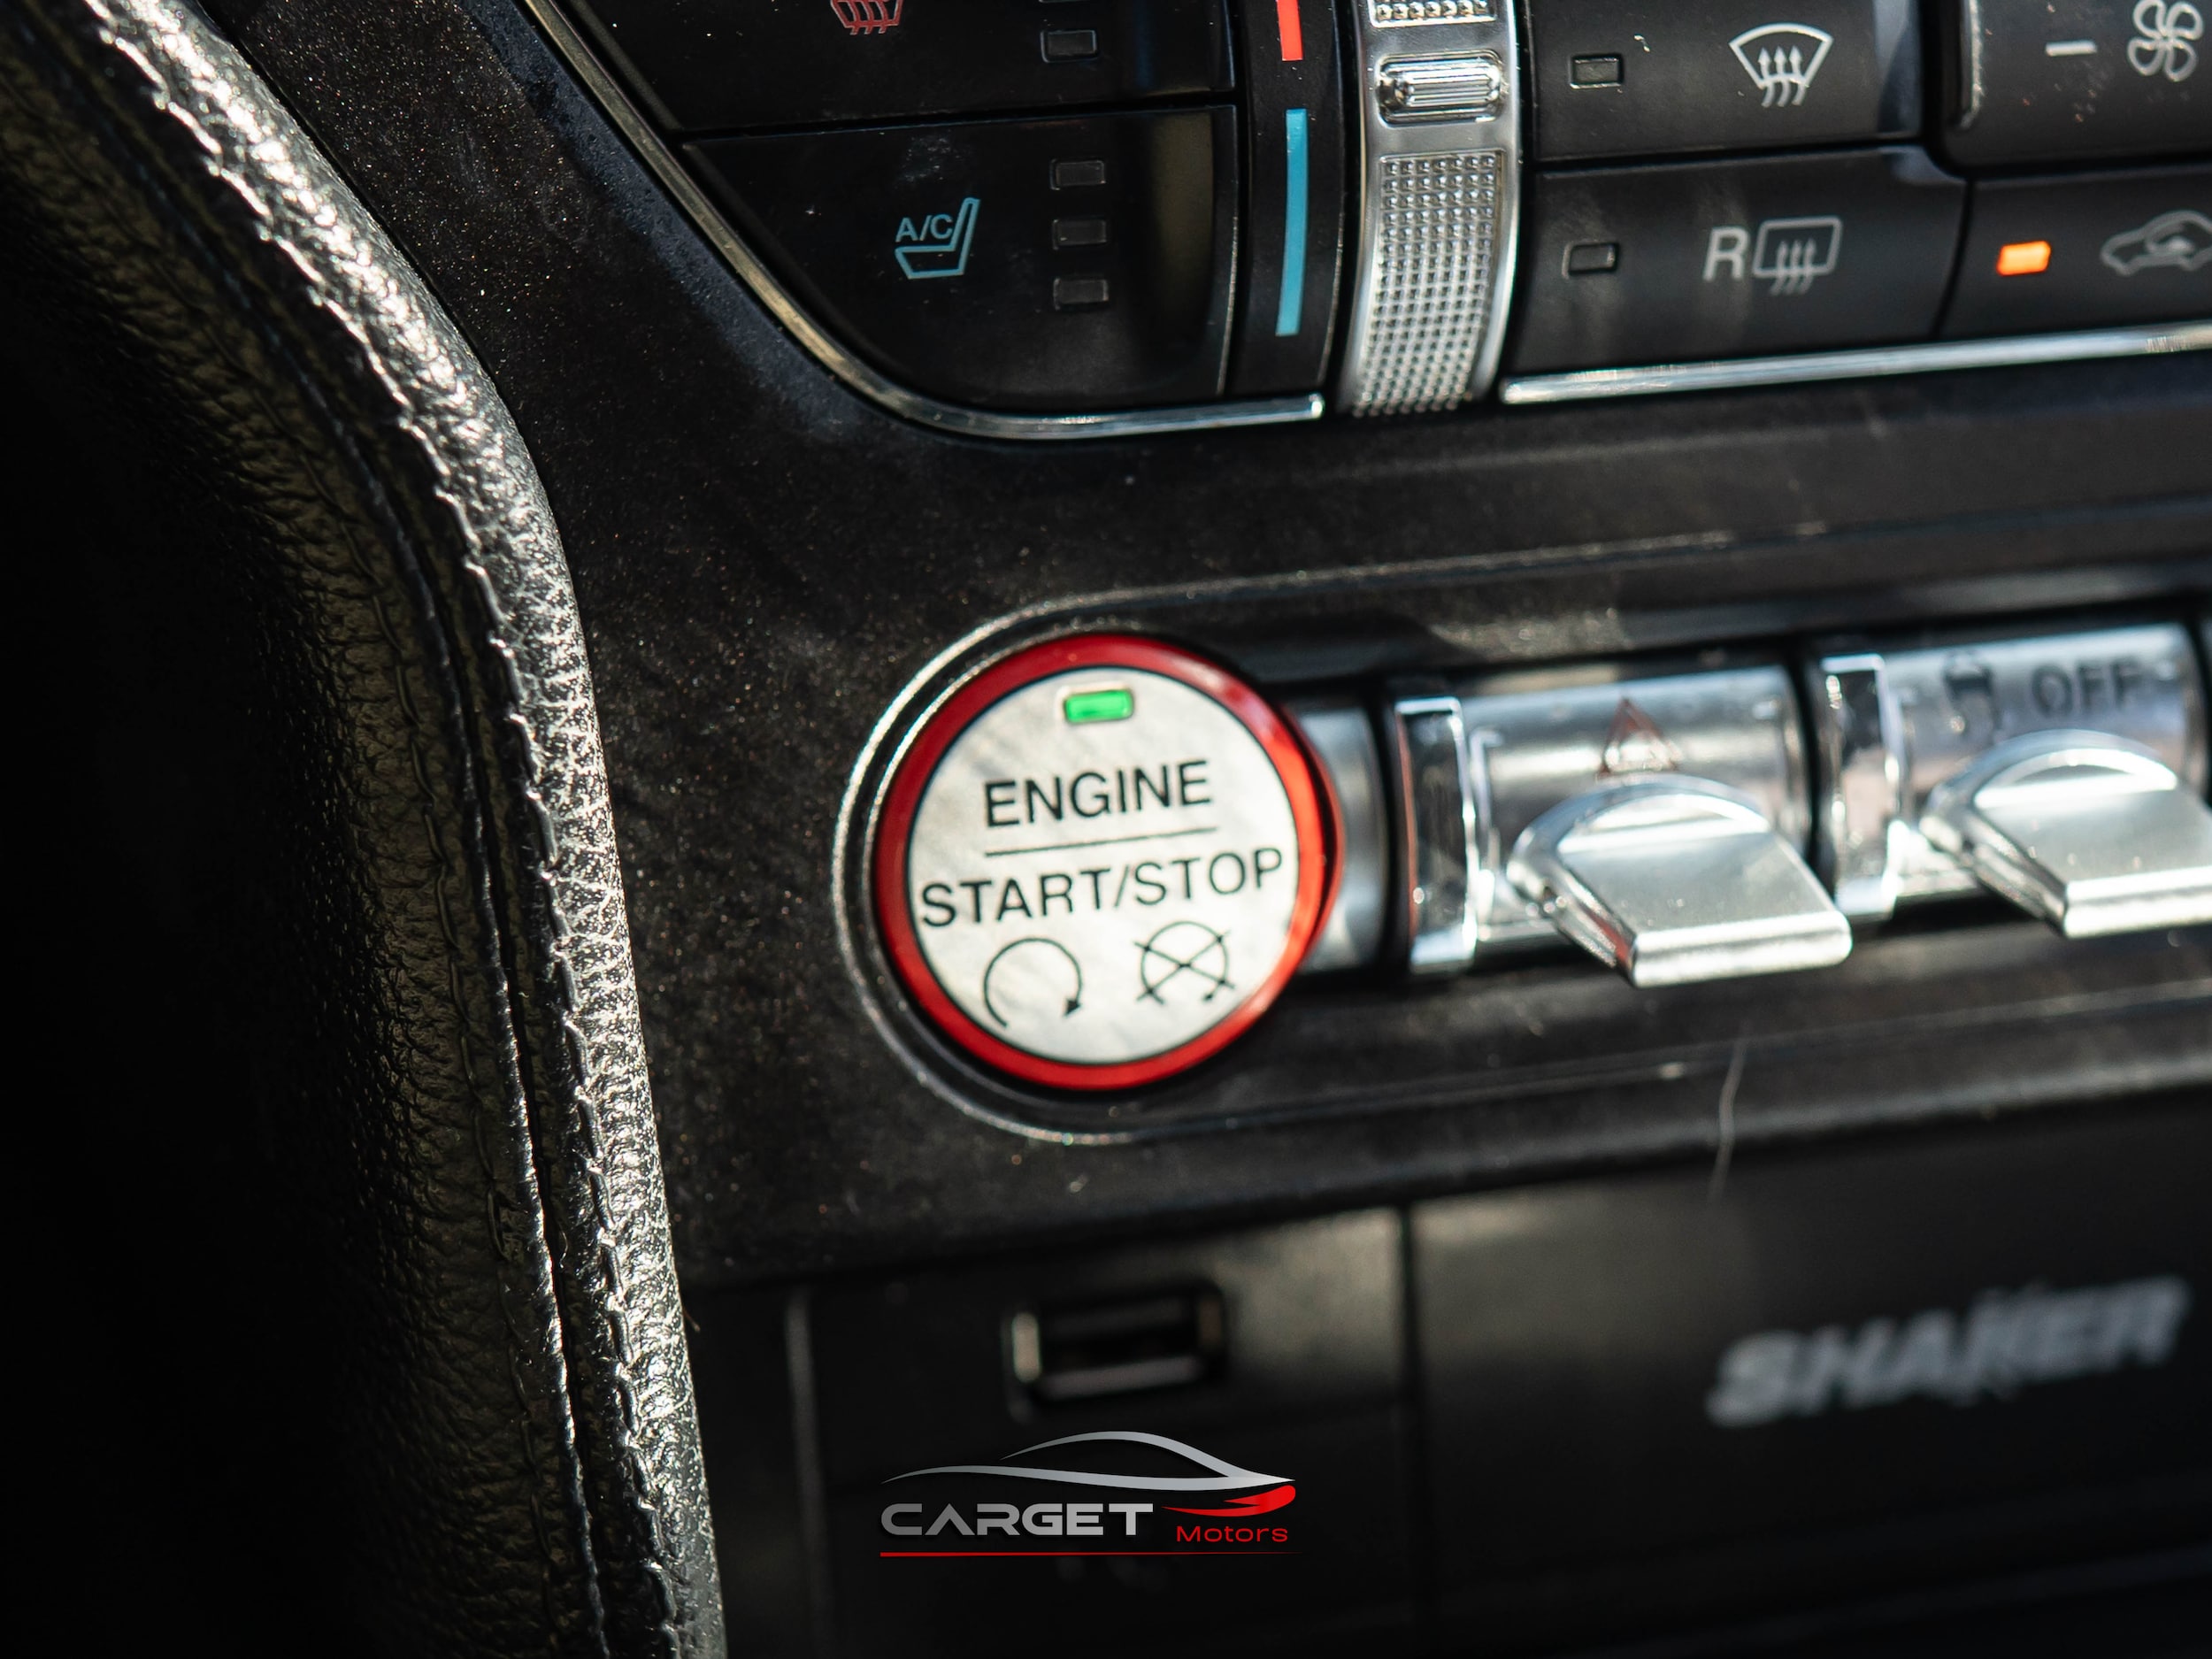 A/C
R
OFF
ENGINE
START/STOP
SHAKER
CARGET
Motors